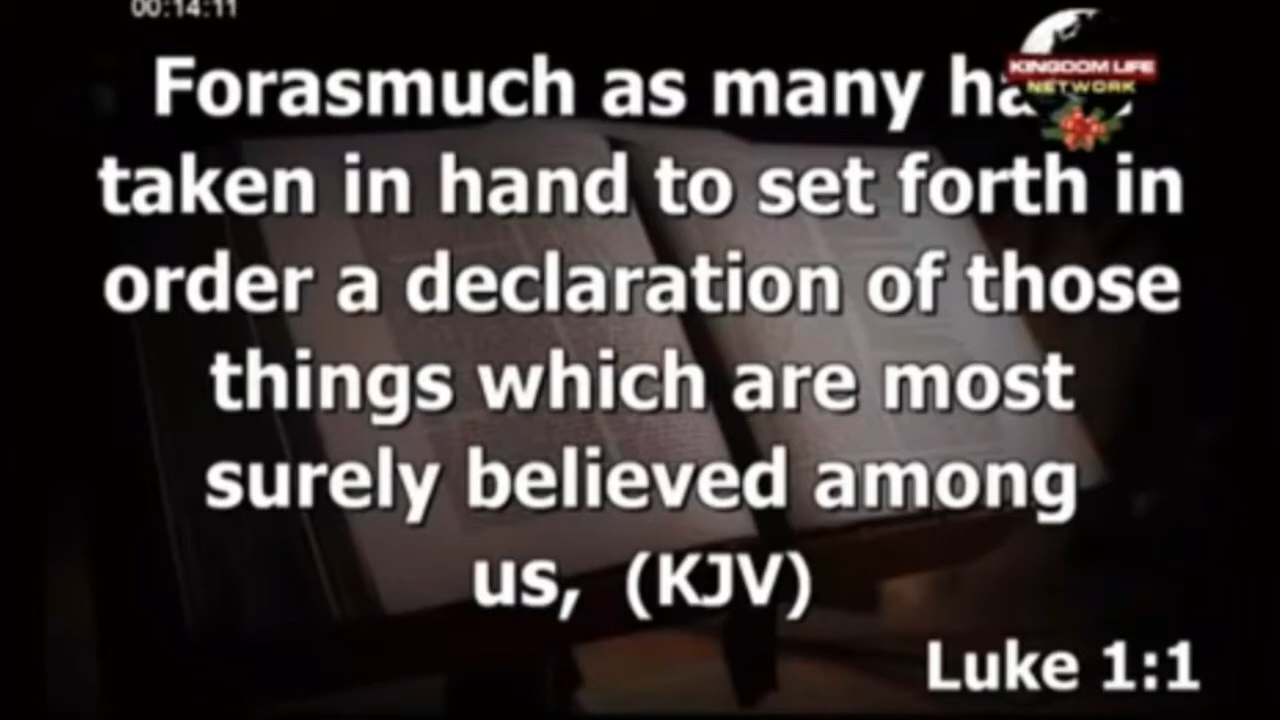 00:14:11
KINGDOM LIFE
NETWORK
Forasmuch as many
taken in hand to set forth in
order a declaration of those
things which are most
surely believed among
us, (KJV)
Luke 1:1